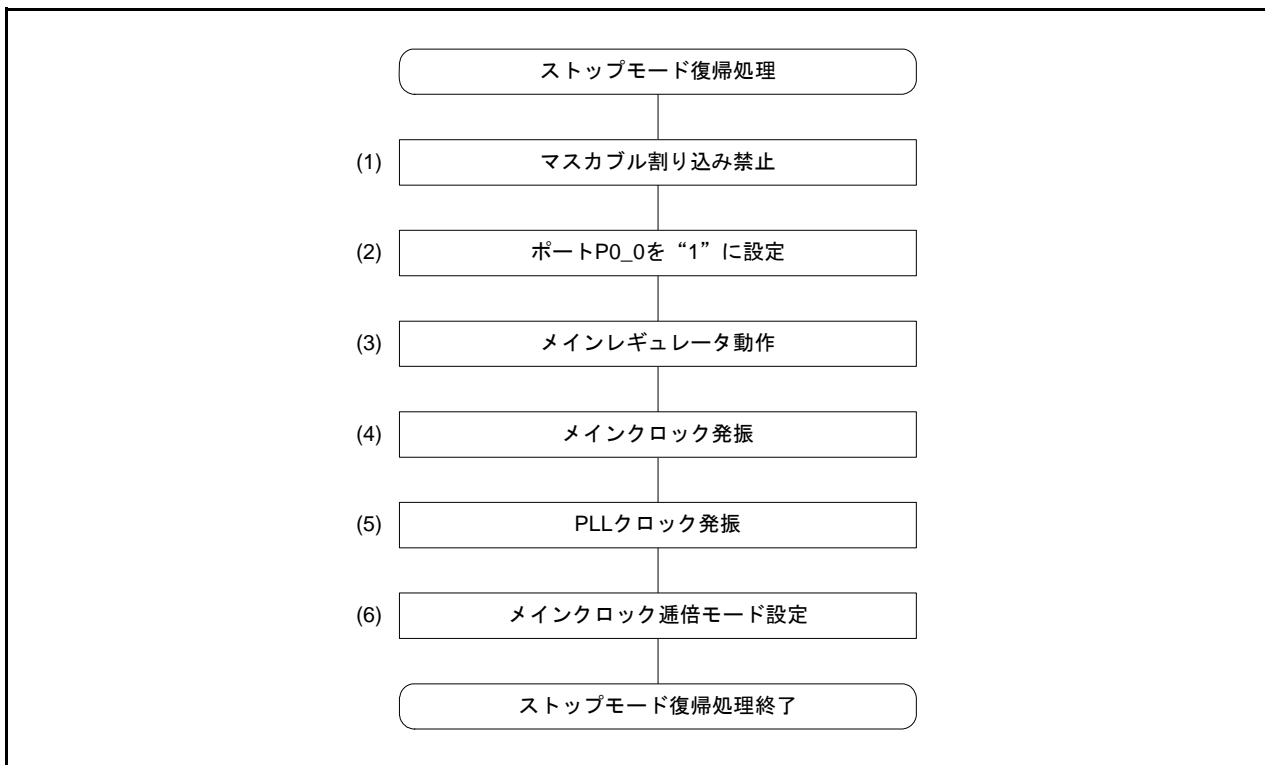 ストップモード復帰処理
(1) マスカブル割り込み禁止
(2) ポートP0_0を“1”に設定
(3) メインレギュレータ動作
(4) メインクロック発振
(5) PLLクロック発振
(6) メインクロック逓倍モード設定
ストップモード復帰処理終了